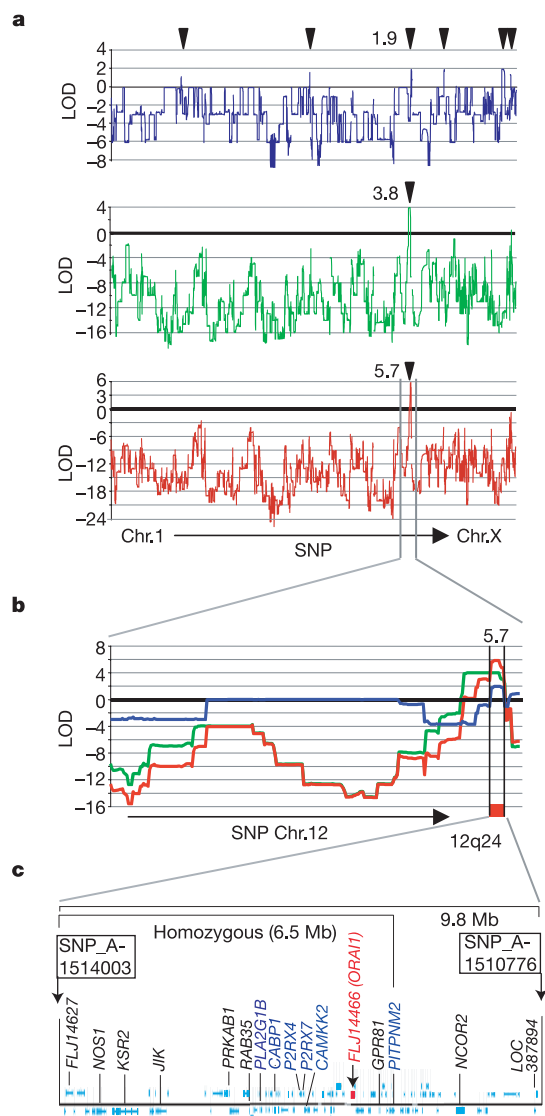 a
1.9
4
2
0
−2
−4
−6
−8
LOD
3.8
4
0
−4
−8
−12
−16
LOD
5.7
6
3
0
−6
−12
−18
−24
LOD
Chr.1
SNP
Chr.X
b
5.7
8
4
0
−4
−8
−12
−16
LOD
SNP Chr.12
12q24
c
9.8 Mb
Homozygous (6.5 Mb)
SNP_A-
1514003
SNP_A-
1510776
FLJ14627
NOS1
KSR2
JIK
PRKAB1
RAB35
PLA2G1B
CABP1
P2RX4
P2RX7
CAMKK2
FLJ14466 (ORAI1)
GPR81
PITPNM2
NCOR2
LOC
387894